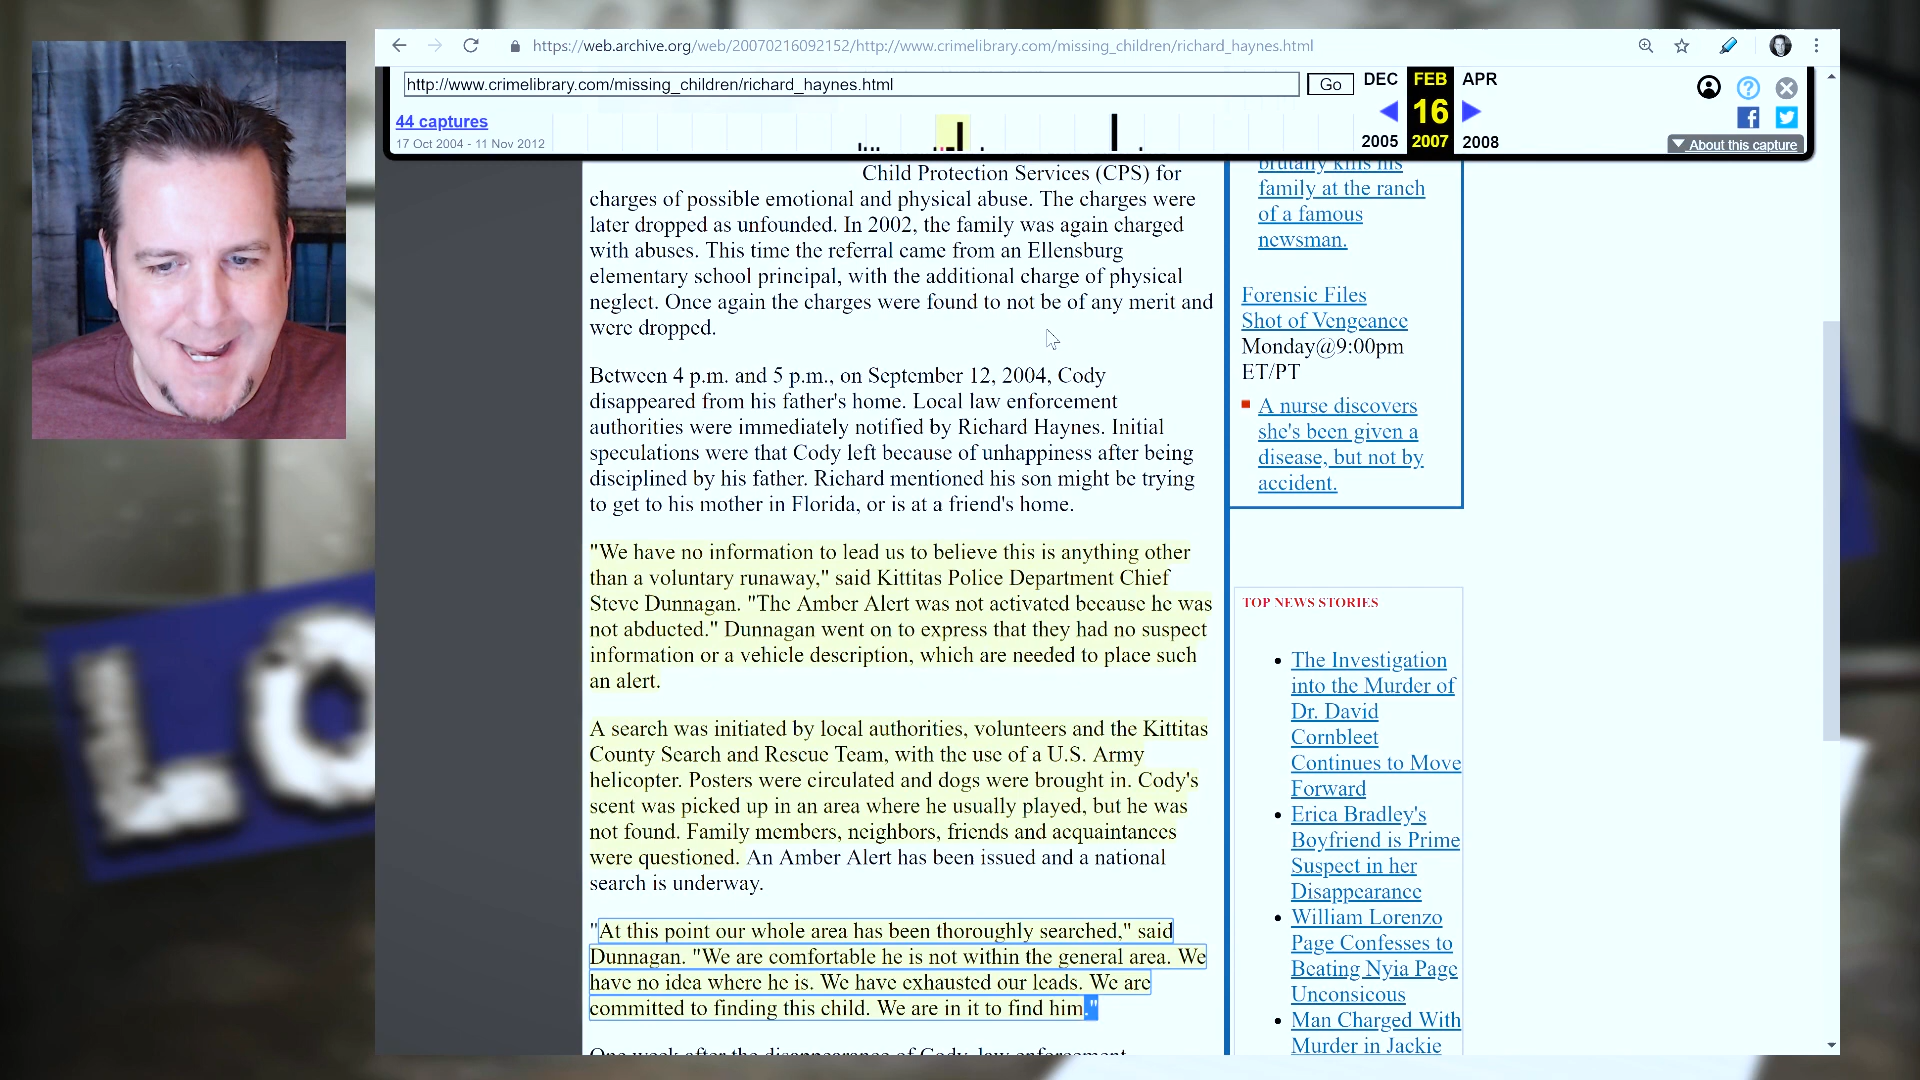 https://web.archive.org/web/20070216092152/http://www.crimelibrary.com/missing_children/richard_haynes.html
http://www.crimelibrary.com/missing_children/richard_haynes.html
Go
DEC
FEB
APR
44 captures
16
17 Oct 2004 - 11 Nov 2012
2005
2007
2008
About this capture
Child Protection Services (CPS) for
charges of possible emotional and physical abuse. The charges were
later dropped as unfounded. In 2002, the family was again charged
with abuses. This time the referral came from an Ellensburg
elementary school principal, with the additional charge of physical
neglect. Once again the charges were found to not be of any merit and
were dropped.
Between 4 p.m. and 5 p.m., on September 12, 2004, Cody
disappeared from his father's home. Local law enforcement
authorities were immediately notified by Richard Haynes. Initial
speculations were that Cody left because of unhappiness after being
disciplined by his father. Richard mentioned his son might be trying
to get to his mother in Florida, or is at a friend's home.
"We have no information to lead us to believe this is anything other
than a voluntary runaway," said Kittitas Police Department Chief
Steve Dunnagan. "The Amber Alert was not activated because he was
not abducted." Dunnagan went on to express that they had no suspect
information or a vehicle description, which are needed to place such
an alert.
A search was initiated by local authorities, volunteers and the Kittitas
County Search and Rescue Team, with the use of a U.S. Army
helicopter. Posters were circulated and dogs were brought in. Cody's
scent was picked up in an area where he usually played, but he was
not found. Family members, neighbors, friends and acquaintances
were questioned. An Amber Alert has been issued and a national
search is underway.
"At this point our whole area has been thoroughly searched," said
Dunnagan. "We are comfortable he is not within the general area. We
have no idea where he is. We have exhausted our leads. We are
committed to finding this child. We are in it to find him."
One week after the disappearance of Cody, law enforcement
brutally kills his
family at the ranch
of a famous
newsman.
Forensic Files
Shot of Vengeance
Monday@9:00pm
ET/PT
A nurse discovers
she's been given a
disease, but not by
accident.
TOP NEWS STORIES
The Investigation
into the Murder of
Dr. David
Cornbleet
Continues to Move
Forward
Erica Bradley's
Boyfriend is Prime
Suspect in her
Disappearance
William Lorenzo
Page Confesses to
Beating Nyia Page
Unconsicous
Man Charged With
Murder in Jackie
LO